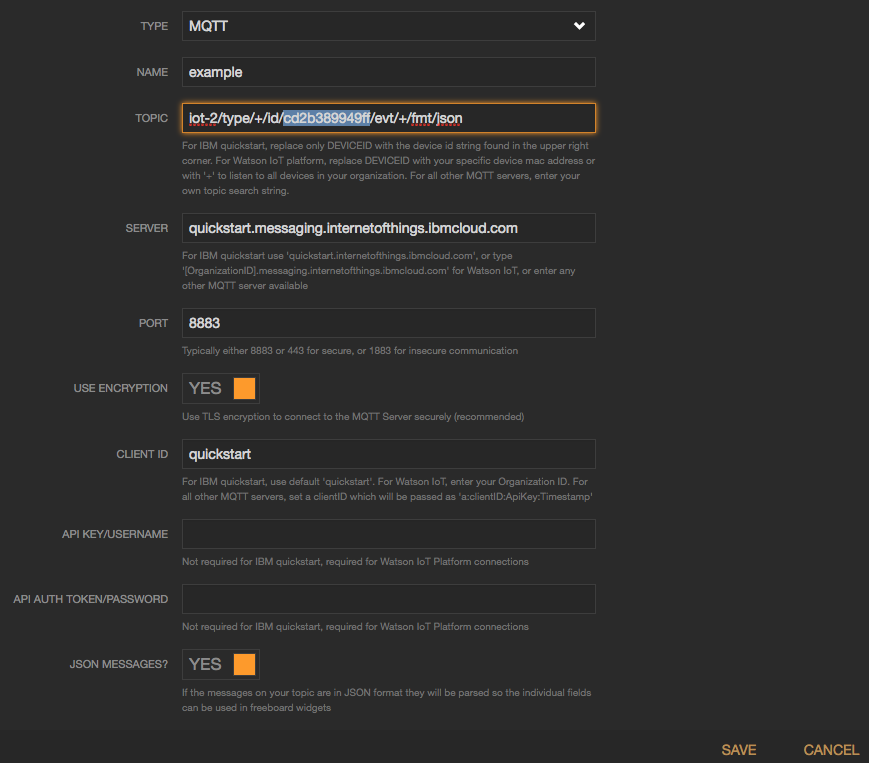 TYPE MQTT
NAME example
TOPIC iot-2/type/+/id/cd2b389949ff/evt/+/fmt/json
For IBM quickstart, replace only DEVICEID with the device id string found in the upper right
corner. For Watson IoT platform, replace DEVICEID with your specific device mac address or
with '+' to listen to all devices in your organization. For all other MQTT servers, enter your
own topic search string.
SERVER quickstart.messaging.internetofthings.ibmcloud.com
For IBM quickstart use 'quickstart.internetofthings.ibmcloud.com', or type
'[OrganizationID].messaging.internetofthings.ibmcloud.com' for Watson IoT, or enter any
other MQTT server available
PORT 8883
Typically either 8883 or 443 for secure, or 1883 for insecure communication
USE ENCRYPTION YES
Use TLS encryption to connect to the MQTT Server securely (recommended)
CLIENT ID quickstart
For IBM quickstart, use default 'quickstart'. For Watson IoT, enter your Organization ID. For
all other MQTT servers, set a clientID which will be passed as 'a:clientID:ApiKey:Timestamp'
API KEY/USERNAME
Not required for IBM quickstart, required for Watson IoT Platform connections
API AUTH TOKEN/PASSWORD
Not required for IBM quickstart, required for Watson IoT Platform connections
JSON MESSAGES? YES
If the messages on your topic are in JSON format they will be parsed so the individual fields
can be used in freeboard widgets
SAVE CANCEL